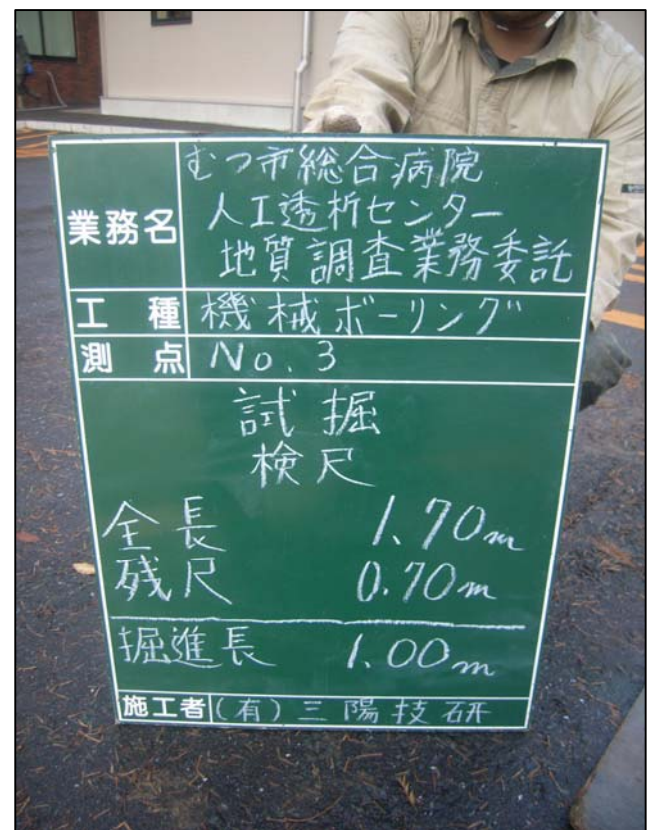 業務名 むつ市総合病院
人工透析センター
地質調査業務委託
工種 機械ボーリング
測点 No.3
試掘
検尺
全長 1.70m
残尺 0.70m
掘進長 1.00m
施工者 (有)三陽技研